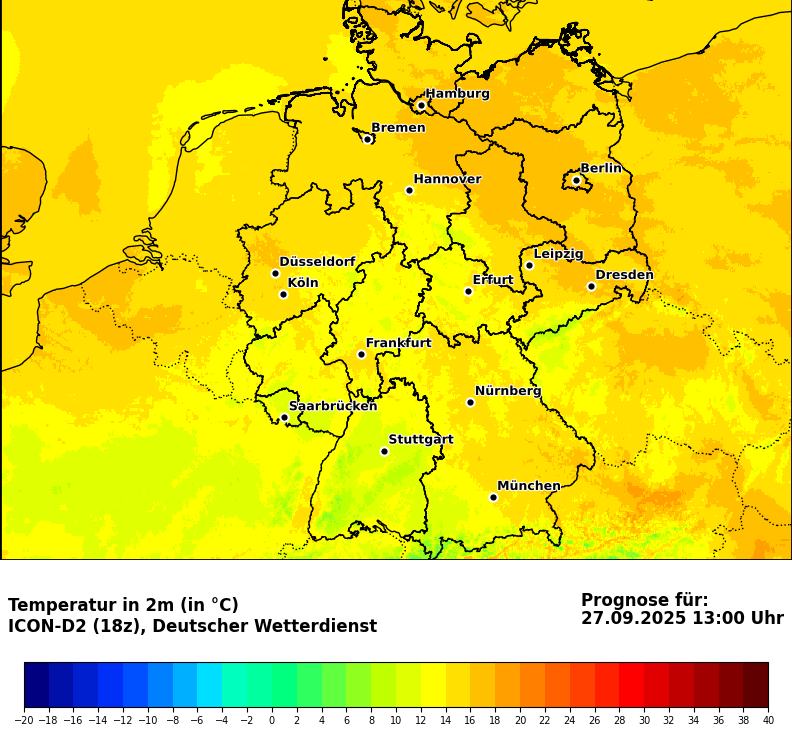 Hamburg
Bremen
Berlin
Hannover
Leipzig
Düsseldorf
Dresden
Köln
Erfurt
Frankfurt
Nürnberg
Saarbrücken
Stuttgart
München
Temperatur in 2m (in °C)
ICON-D2 (18z), Deutscher Wetterdienst
Prognose für:
27.09.2025 13:00 Uhr
−20 −18 −16 −14 −12 −10 −8 −6 −4 −2 0 2 4 6 8 10 12 14 16 18 20 22 24 26 28 30 32 34 36 38 40